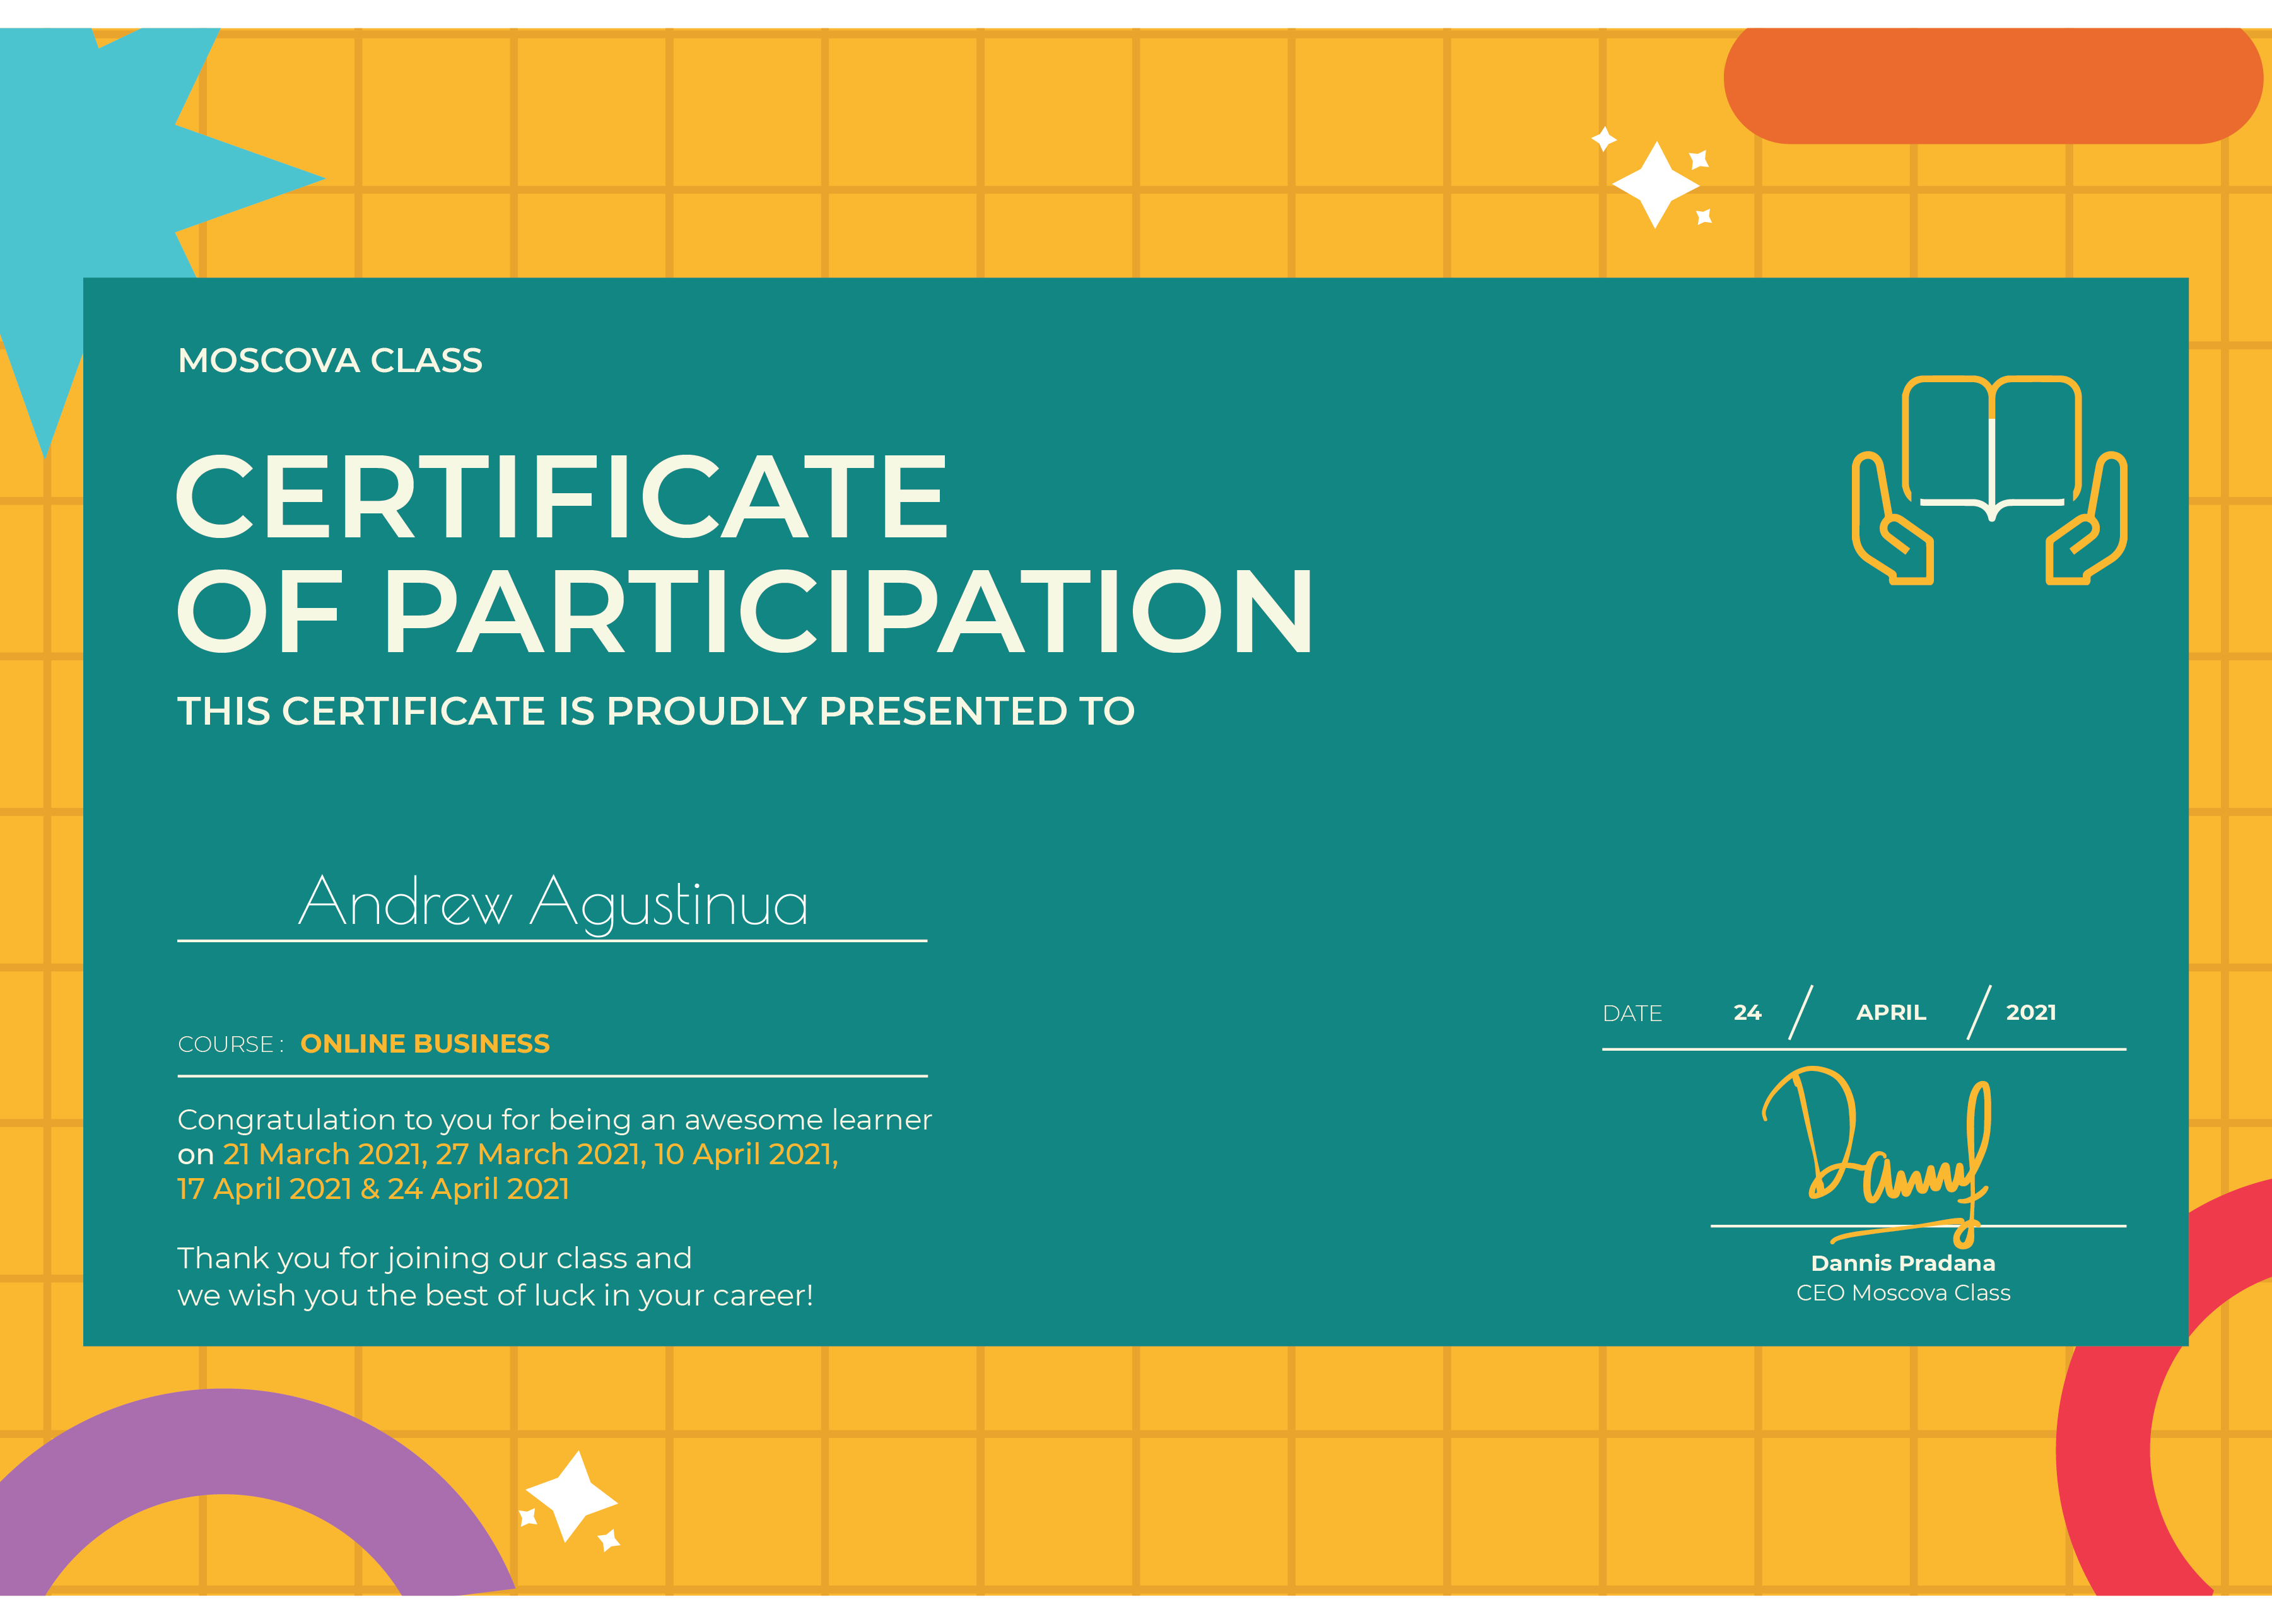 MOSCOVA CLASS
CERTIFICATE
OF PARTICIPATION
THIS CERTIFICATE IS PROUDLY PRESENTED TO
Andrew Agustinua
COURSE : ONLINE BUSINESS
Congratulation to you for being an awesome learner
on 21 March 2021, 27 March 2021, 10 April 2021,
17 April 2021 & 24 April 2021
Thank you for joining our class and
we wish you the best of luck in your career!
DATE 24 / APRIL / 2021
Danny
Dannis Pradana
CEO Moscova Class